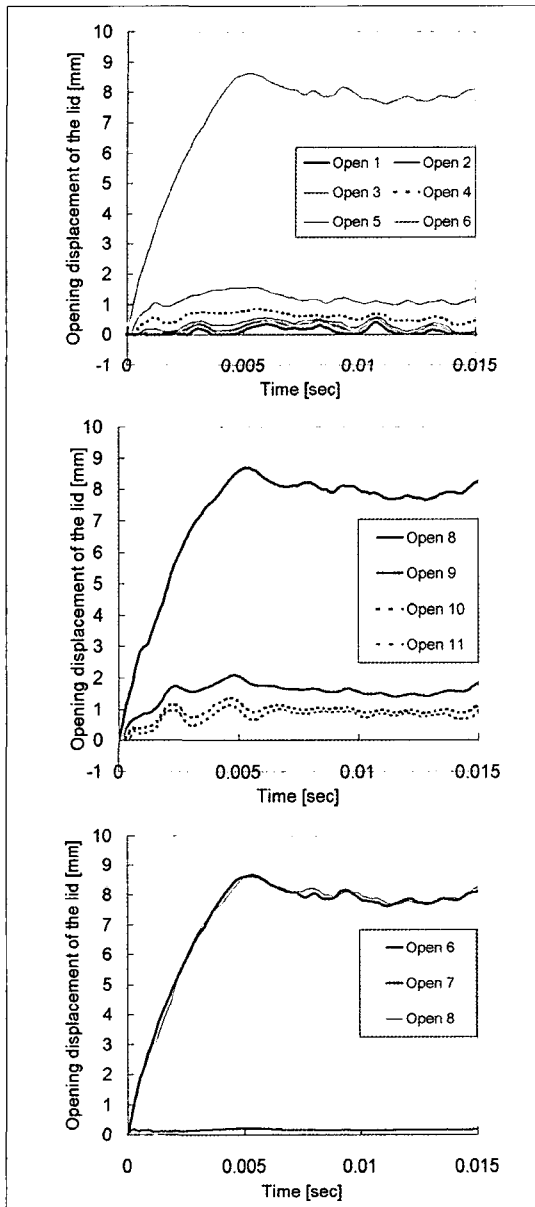 Opening displacement of the lid [mm]
10
9
8
7
6
5
4
3
2
1
0
-1
Open 1
Open 2
Open 3
Open 4
Open 5
Open 6
0
0.005
0.01
0.015
Time [sec]
Opening displacement of the lid [mm]
10
9
8
7
6
5
4
3
2
1
0
-1
Open 8
Open 9
Open 10
Open 11
0
0.005
0.01
0.015
Time [sec]
Opening displacement of the lid [mm]
10
9
8
7
6
5
4
3
2
1
0
Open 6
Open 7
Open 8
0
0.005
0.01
0.015
Time [sec]